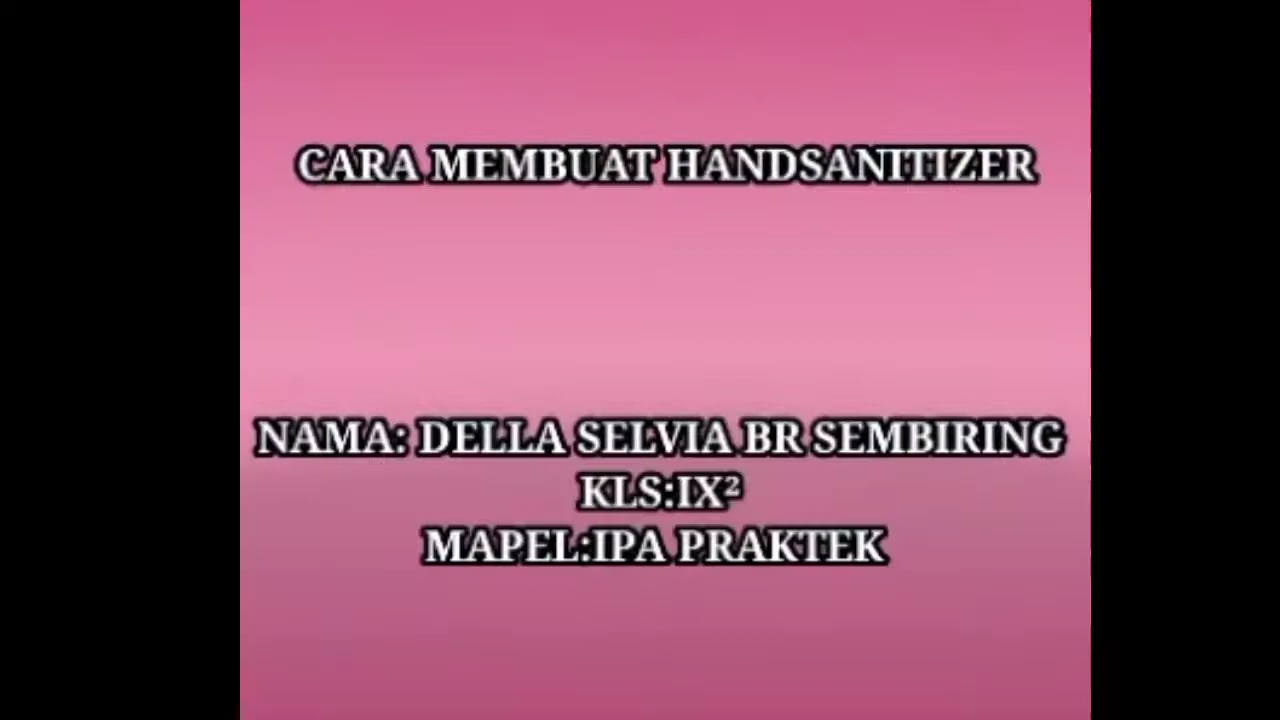 CARA MEMBUAT HANDSANITIZER
NAMA: DELLA SELVIA BR SEMBIRING
KLS:IX²
MAPEL:IPA PRAKTEK